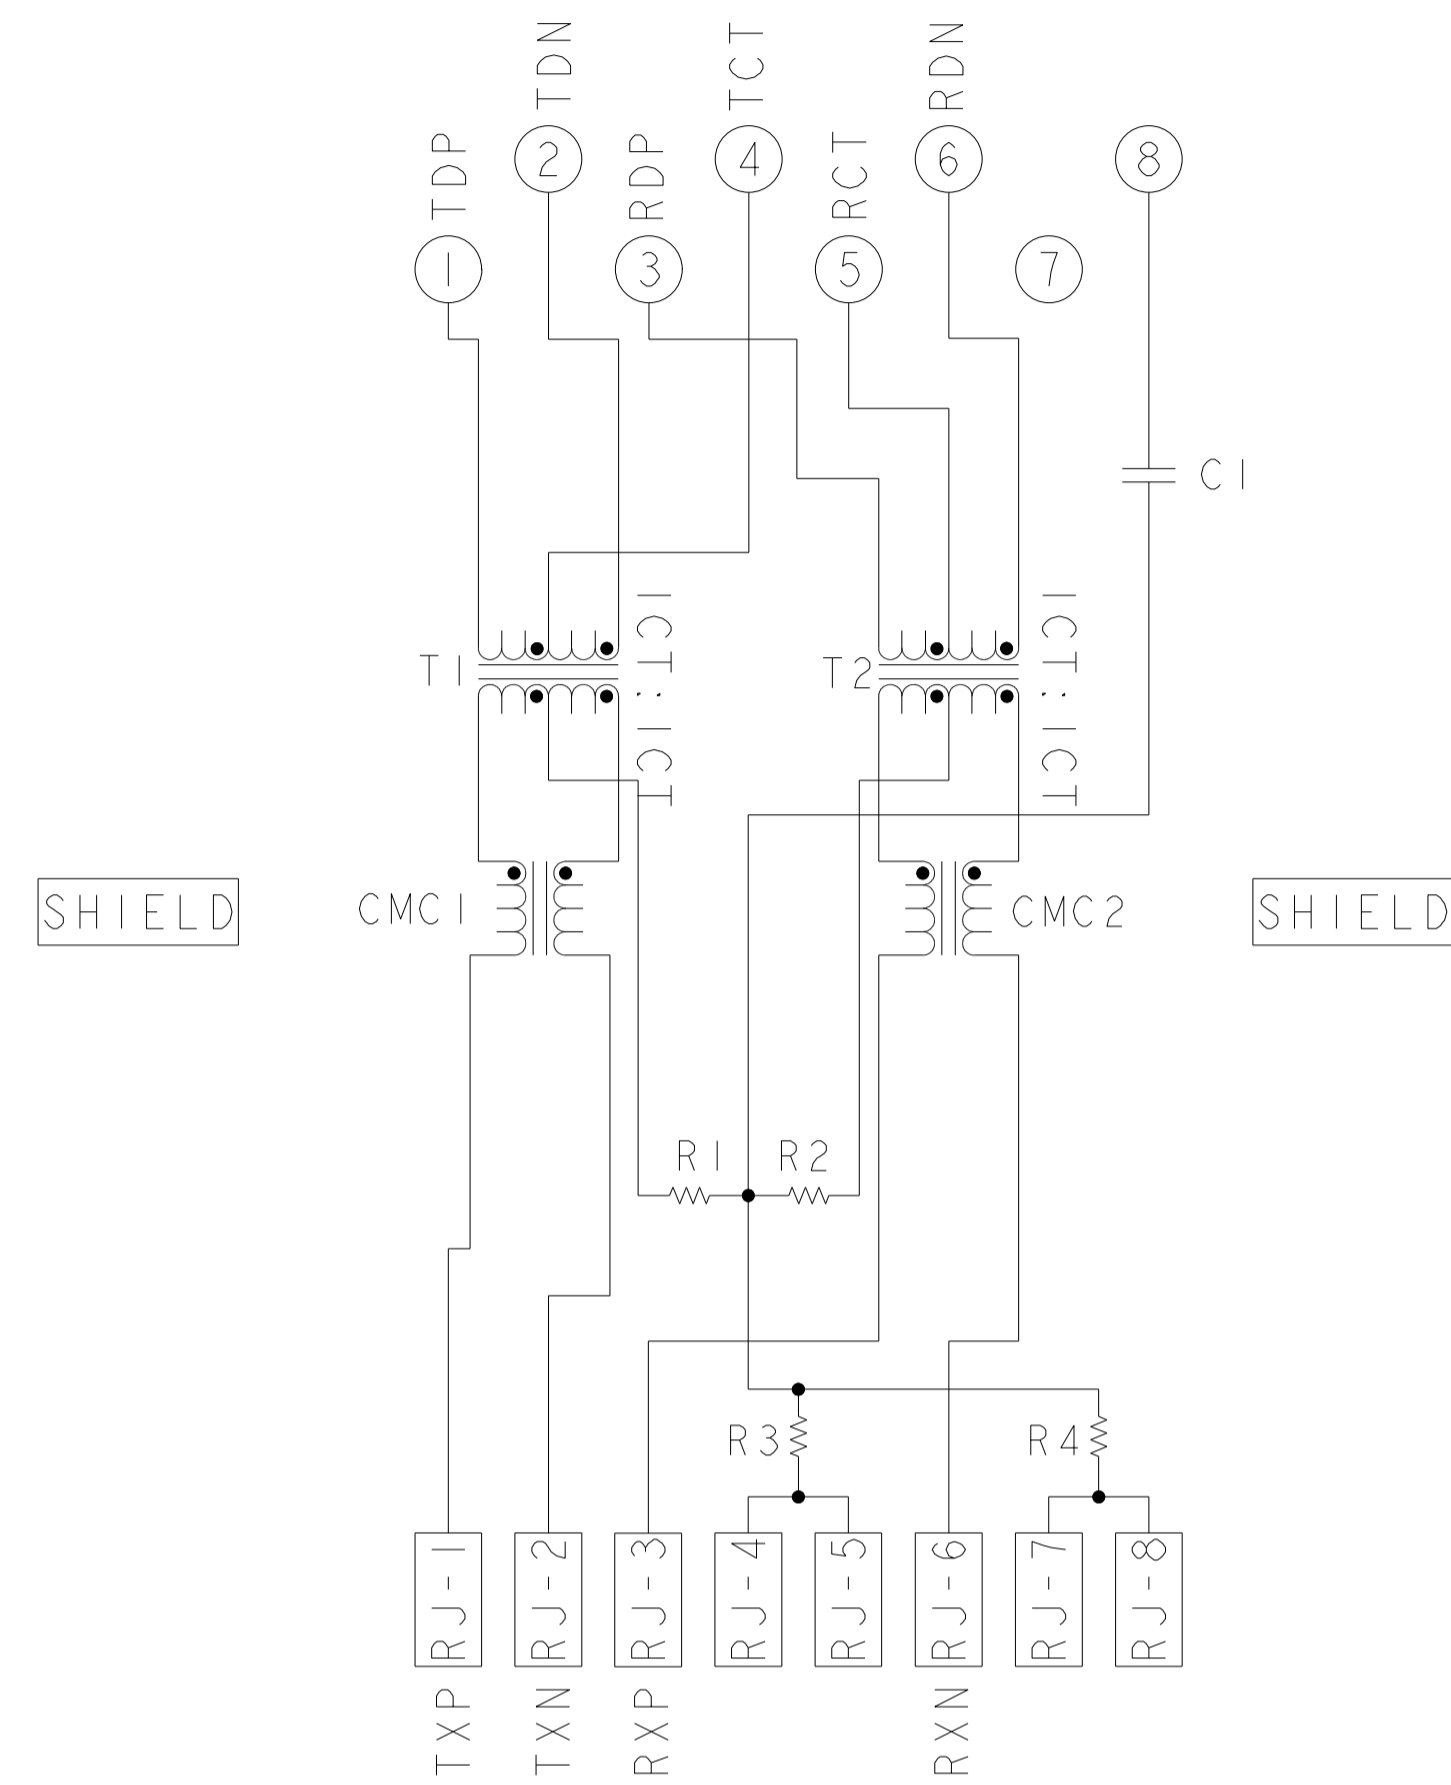 TDN
TCT
RDN
TDP
2
RDP
4
RCT
6
8
1
3
5
7
C1
T1
1CT : 1CT
T2
1CT : 1CT
SHIELD
CMC1
CMC2
SHIELD
R1
R2
R3
R4
RJ-1
RJ-2
RJ-3
RJ-4
RJ-5
RJ-6
RJ-7
RJ-8
TXP
TXN
RXP
RXN